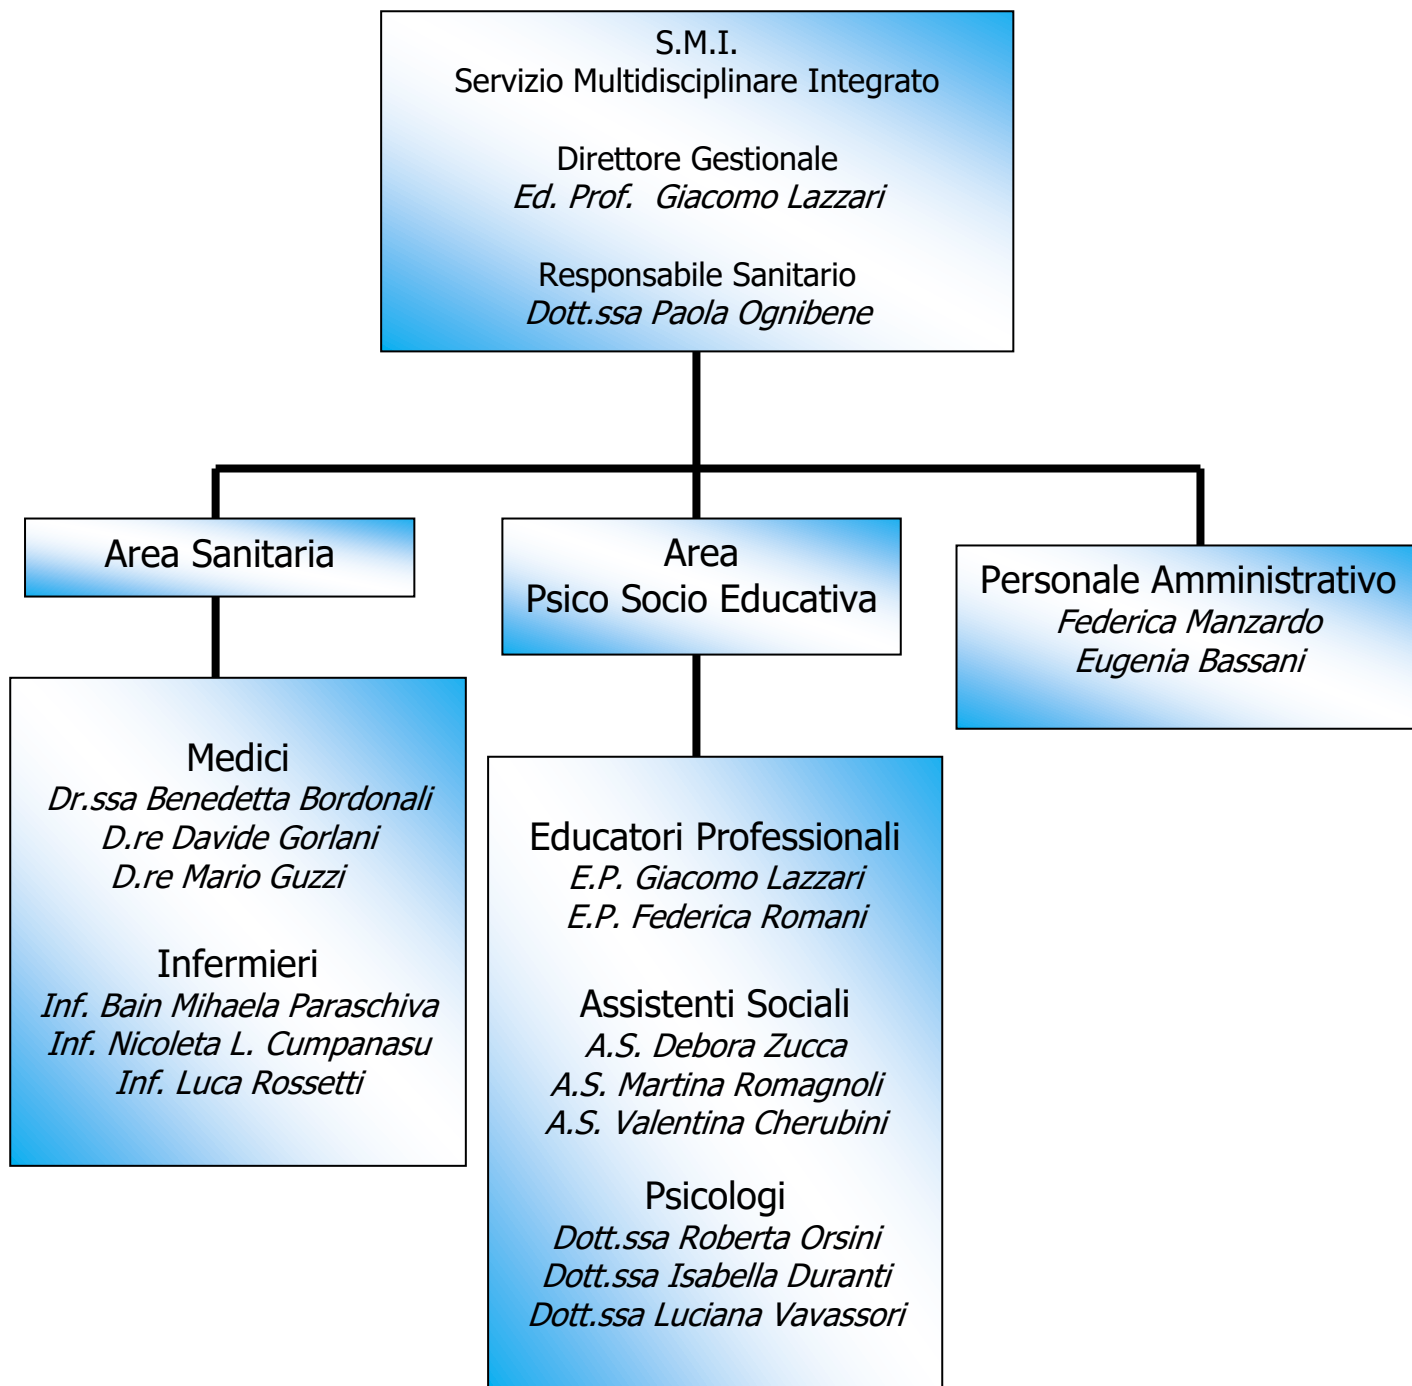 S.M.I.
Servizio Multidisciplinare Integrato
Direttore Gestionale
Ed. Prof. Giacomo Lazzari
Responsabile Sanitario
Dott.ssa Paola Ognibene
Area Sanitaria
Medici
Dr.ssa Benedetta Bordonali
D.re Davide Gorlani
D.re Mario Guzzi
Infermieri
Inf. Bain Mihaela Paraschiva
Inf. Nicoleta L. Cumpanasu
Inf. Luca Rossetti
Area
Psico Socio Educativa
Educatori Professionali
E.P. Giacomo Lazzari
E.P. Federica Romani
Assistenti Sociali
A.S. Debora Zucca
A.S. Martina Romagnoli
A.S. Valentina Cherubini
Psicologi
Dott.ssa Roberta Orsini
Dott.ssa Isabella Duranti
Dott.ssa Luciana Vavassori
Personale Amministrativo
Federica Manzardo
Eugenia Bassani